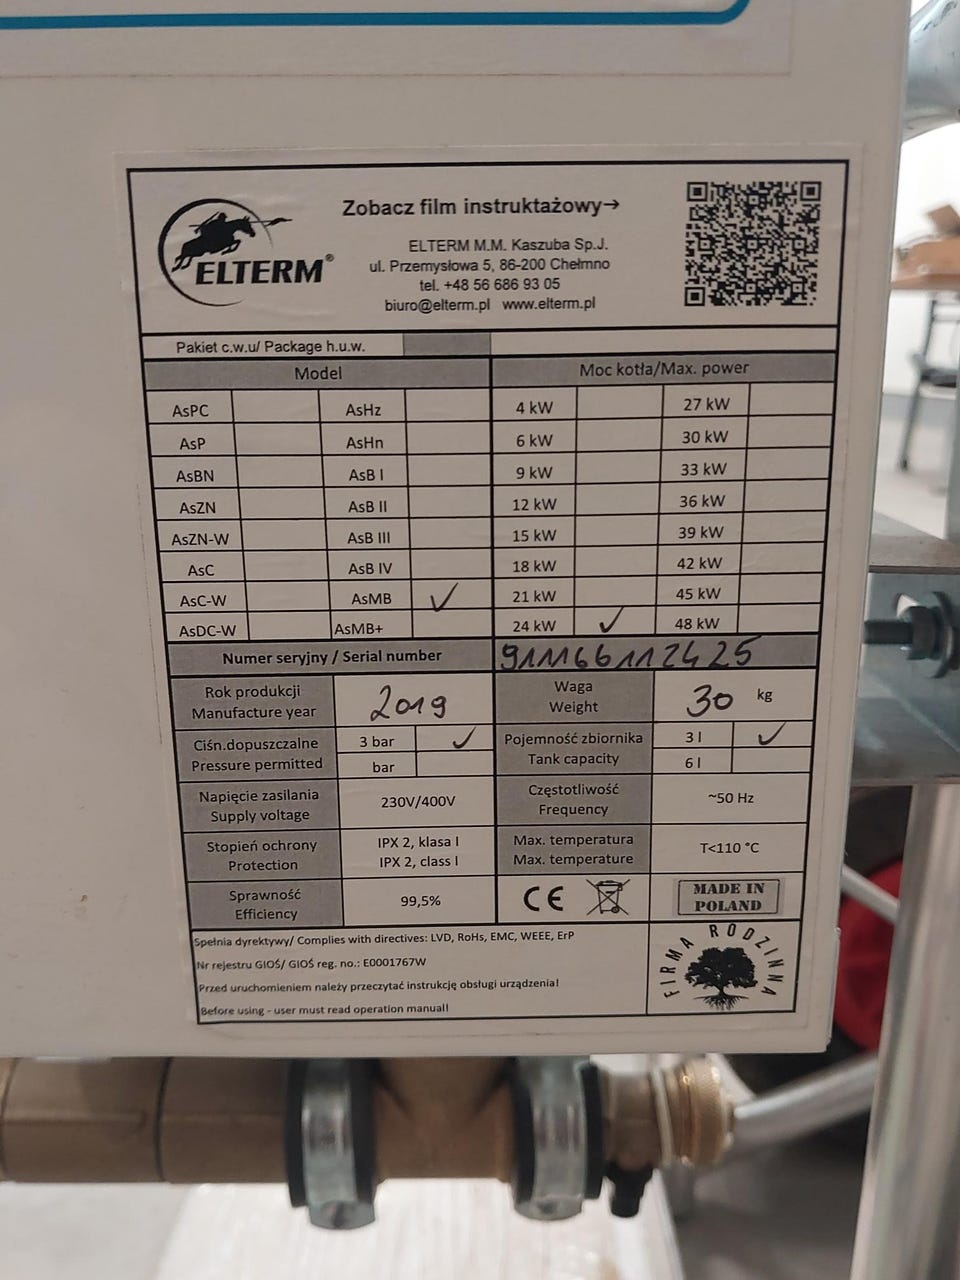 Zobacz film instruktażowy→
ELTERM®
ELTERM M.M. Kaszuba Sp.J.
ul. Przemysłowa 5, 86-200 Chełmno
tel. +48 56 686 93 05
biuro@elterm.pl www.elterm.pl
Pakiet c.w.u/ Package h.u.w.
Model Moc kotła/Max. power
AsPC AsHz 4 kW 27 kW
AsP AsHn 6 kW 30 kW
AsBN AsB I 9 kW 33 kW
AsZN AsB II 12 kW 36 kW
AsZN-W AsB III 15 kW 39 kW
AsC AsB IV 18 kW 42 kW
AsC-W AsMB ✓ 21 kW 45 kW
AsDC-W AsMB+ 24 kW ✓ 48 kW
Numer seryjny / Serial number 911166112425
Rok produkcji
Manufacture year
2019
Waga
Weight
30 kg
Ciśn.dopuszczalne
Pressure permitted
3 bar ✓
bar
Pojemność zbiornika
Tank capacity
3 l ✓
6 l
Napięcie zasilania
Supply voltage
230V/400V
Częstotliwość
Frequency
~50 Hz
Stopień ochrony
Protection
IPX 2, klasa I
IPX 2, class I
Max. temperatura
Max. temperature
T<110 °C
Sprawność
Efficiency
99,5%
CE
MADE IN
POLAND
Spełnia dyrektywy/ Complies with directives: LVD, RoHs, EMC, WEEE, ErP
Nr rejestru GIOŚ/ GIOŚ reg. no.: E0001767W
Przed uruchomieniem należy przeczytać instrukcję obsługi urządzenia!
Before using - user must read operation manual!
FIRMA RODZINNA